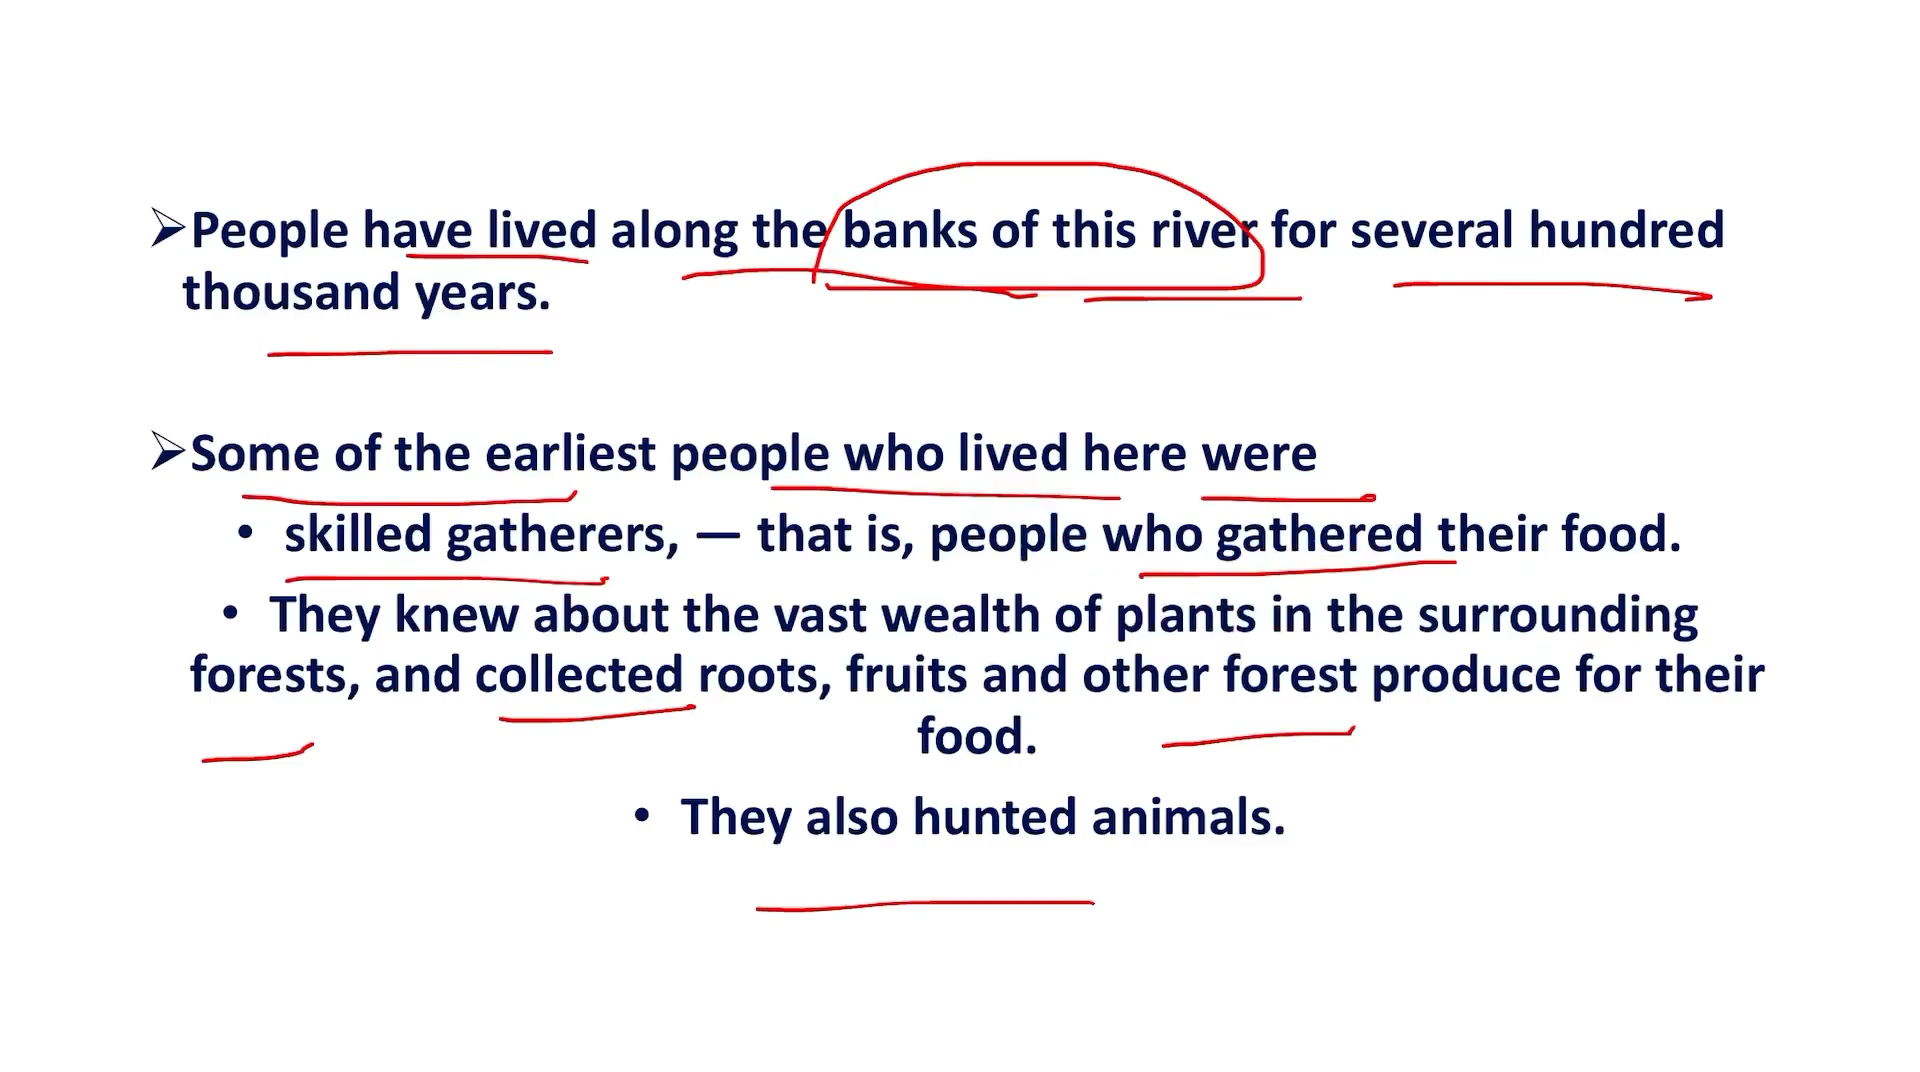 ➢People have lived along the banks of this river for several hundred
thousand years.
➢Some of the earliest people who lived here were
• skilled gatherers, — that is, people who gathered their food.
• They knew about the vast wealth of plants in the surrounding
forests, and collected roots, fruits and other forest produce for their
food.
• They also hunted animals.